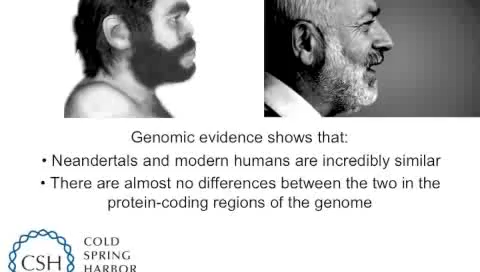 Genomic evidence shows that:
• Neandertals and modern humans are incredibly similar
• There are almost no differences between the two in the
protein-coding regions of the genome
CSH
COLD
SPRING
HARBOR